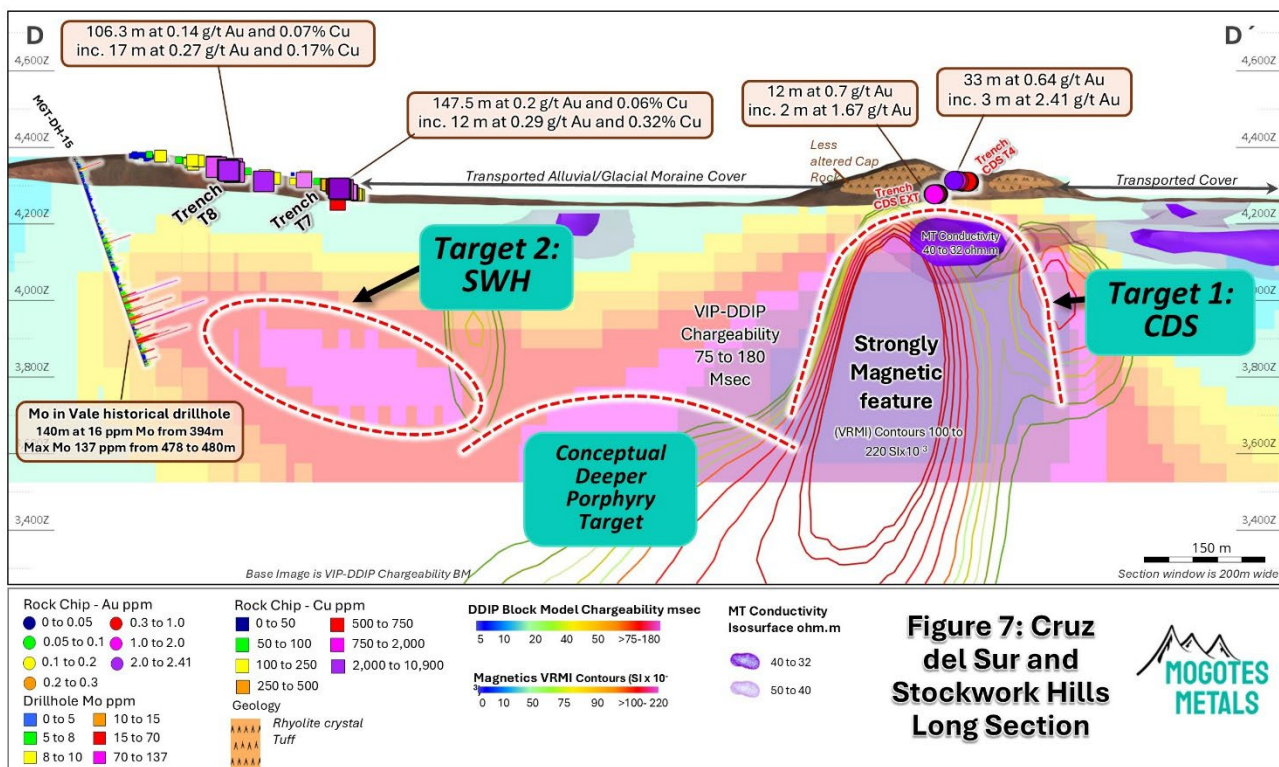 D
D´
106.3 m at 0.14 g/t Au and 0.07% Cu
inc. 17 m at 0.27 g/t Au and 0.17% Cu
147.5 m at 0.2 g/t Au and 0.06% Cu
inc. 12 m at 0.29 g/t Au and 0.32% Cu
12 m at 0.7 g/t Au
inc. 2 m at 1.67 g/t Au
33 m at 0.64 g/t Au
inc. 3 m at 2.41 g/t Au
4,600Z
4,400Z
4,200Z
4,000Z
3,800Z
3,400Z
4,600Z
4,400Z
4,200Z
3,800Z
3,600Z
3,400Z
MGT-DH-15
Trench
T8
Trench
T7
Transported Alluvial/Glacial Moraine Cover
Less
altered Cap
Rock
Trench
CDS T4
Trench
CDS EXT
Transported Cover
MT Conductivity
40 to 32 ohm.m
Target 2:
SWH
Target 1:
CDS
VIP-DDIP
Chargeability
75 to 180
Msec
Strongly
Magnetic
feature
(VRMI) Contours 100 to
220 SIx10⁻³
Mo in Vale historical drillhole
140m at 16 ppm Mo from 394m
Max Mo 137 ppm from 478 to 480m
Conceptual
Deeper
Porphyry
Target
150 m
Base Image is VIP-DDIP Chargeability BM
Section window is 200m wide
Rock Chip - Au ppm
0 to 0.05
0.05 to 0.1
0.1 to 0.2
0.2 to 0.3
0.3 to 1.0
1.0 to 2.0
2.0 to 2.41
Drillhole Mo ppm
0 to 5
5 to 8
8 to 10
10 to 15
15 to 70
70 to 137
Rock Chip - Cu ppm
0 to 50
50 to 100
100 to 250
250 to 500
500 to 750
750 to 2,000
2,000 to 10,900
Geology
Rhyolite crystal
Tuff
DDIP Block Model Chargeability msec
5 10 20 40 50 >75-180
Magnetics VRMI Contours (SI x 10-
3)
0 10 50 75 90 >100- 220
MT Conductivity
Isosurface ohm.m
40 to 32
50 to 40
Figure 7: Cruz
del Sur and
Stockwork Hills
Long Section
MOGOTES
METALS